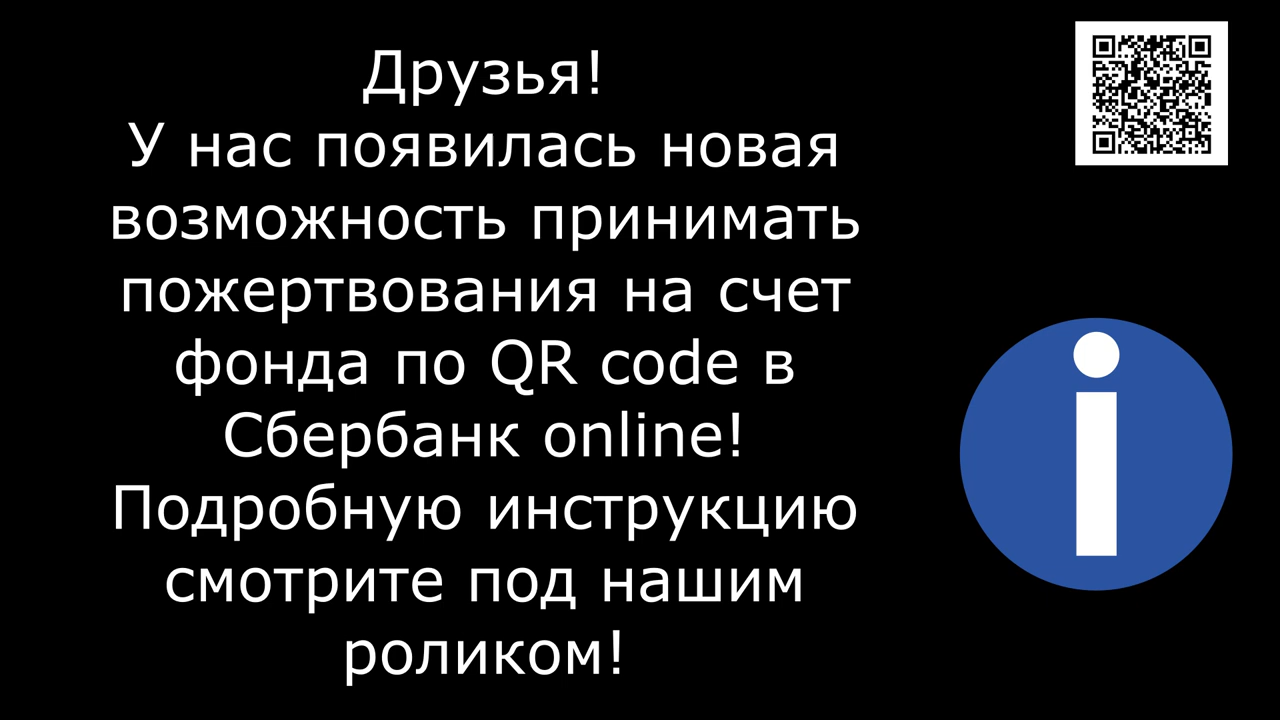 Друзья!
У нас появилась новая
возможность принимать
пожертвования на счет
фонда по QR code в
Сбербанк online!
Подробную инструкцию
смотрите под нашим
роликом!